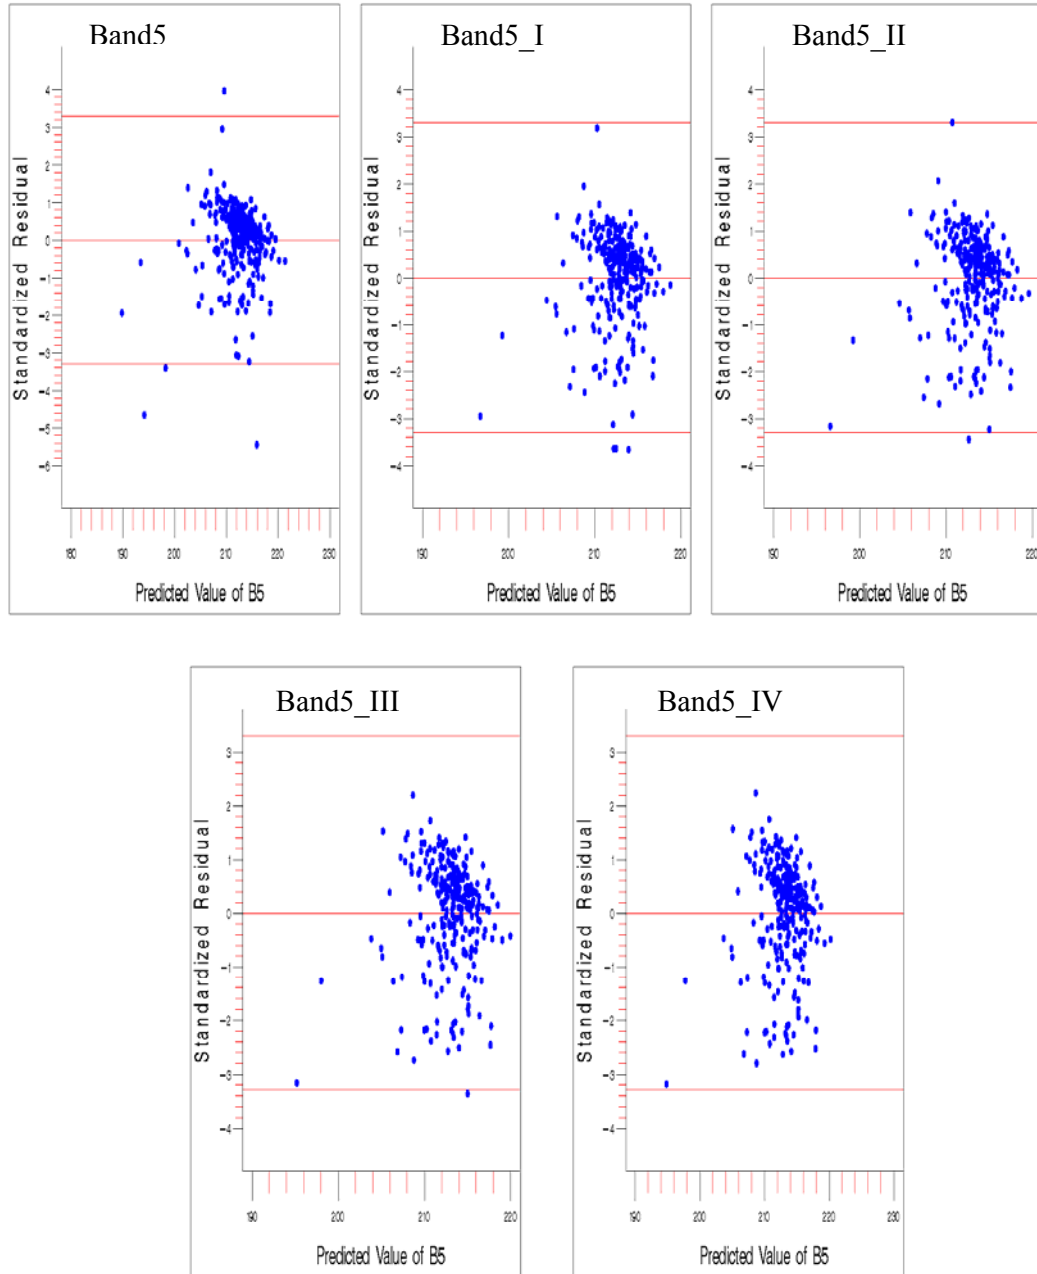 Band5
4
3
2
1
0
−1
−2
−3
−4
−5
−6
Standardized Residual
180 190 200 210 220 230
Predicted Value of B5
Band5_I
4
3
2
1
0
−1
−2
−3
−4
Standardized Residual
190 200 210 220
Predicted Value of B5
Band5_II
4
3
2
1
0
−1
−2
−3
−4
Standardized Residual
190 200 210 220
Predicted Value of B5
Band5_III
3
2
1
0
−1
−2
−3
−4
Standardized Residual
190 200 210 220
Predicted Value of B5
Band5_IV
3
2
1
0
−1
−2
−3
−4
Standardized Residual
190 200 210 220 230
Predicted Value of B5